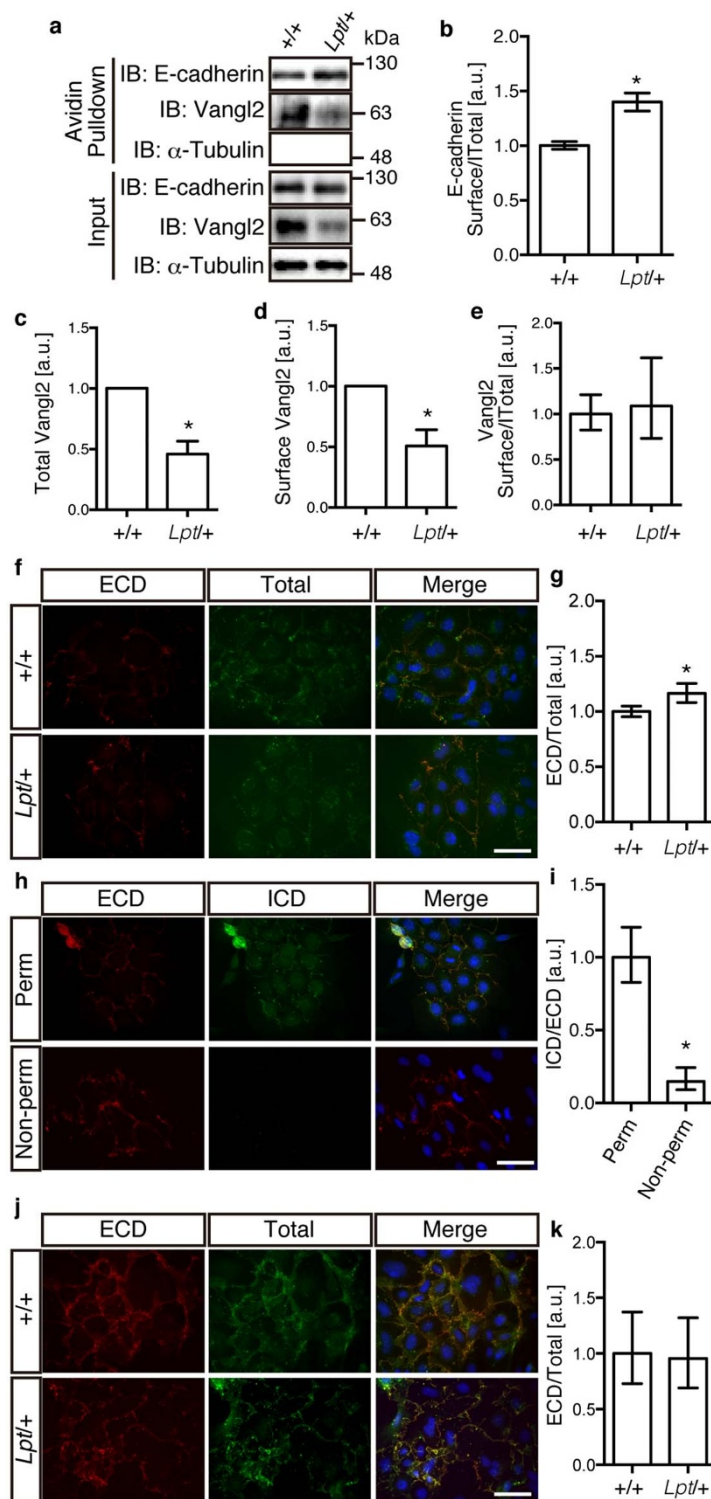 a
+/+ Lpt/+ kDa
Avidin Pulldown
IB: E-cadherin 130
IB: Vangl2 63
IB: α-Tubulin 48
Input
IB: E-cadherin 130
IB: Vangl2 63
IB: α-Tubulin 48
b
E-cadherin Surface/lTotal [a.u.]
2.0
1.5
1.0
0.5
0.0
*
+/+ Lpt/+
c
Total Vangl2 [a.u.]
1.5
1.0
0.5
0.0
*
+/+ Lpt/+
d
Surface Vangl2 [a.u.]
1.5
1.0
0.5
0.0
*
+/+ Lpt/+
e
Vangl2 Surface/lTotal [a.u.]
2.0
1.5
1.0
0.5
0.0
+/+ Lpt/+
f
ECD Total Merge
+/+
Lpt/+
g
ECD/Total [a.u.]
2.0
1.5
1.0
0.5
0.0
*
+/+ Lpt/+
h
ECD ICD Merge
Perm
Non-perm
i
ICD/ECD [a.u.]
1.5
1.0
0.5
0.0
*
Perm Non-perm
j
ECD Total Merge
+/+
Lpt/+
k
ECD/Total [a.u.]
2.0
1.5
1.0
0.5
0.0
+/+ Lpt/+